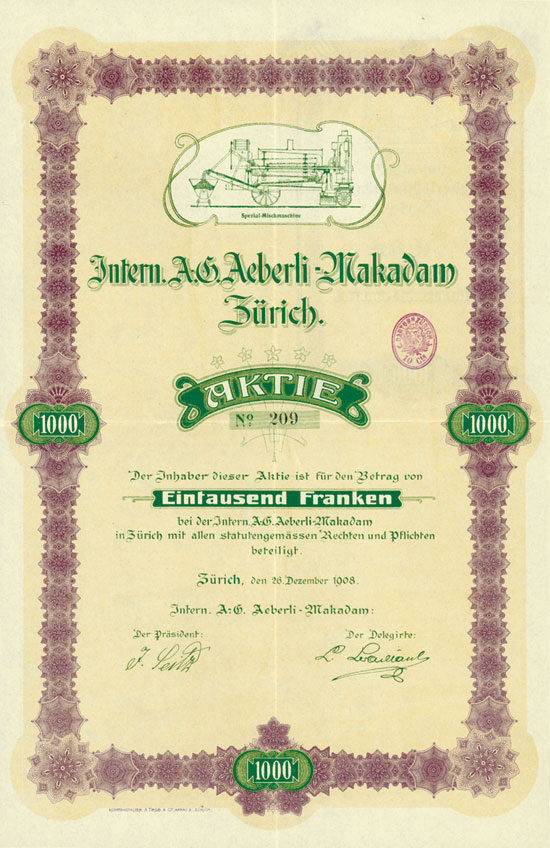 Spezial-Mischmaschine
Intern. A.G. Aeberli-Makadam
Zürich.
AKTIE
No 209
1000
1000
Der Inhaber dieser Aktie ist für den Betrag von
Eintausend Franken
bei der Intern. A.G. Aeberli-Makadam
in Zürich mit allen statutengemässen Rechten und Pflichten
beteiligt.
Zürich, den 26. Dezember 1908.
Intern. A.G. Aeberli-Makadam:
Der Präsident:
Der Delegirte:
J. Seitz
1000